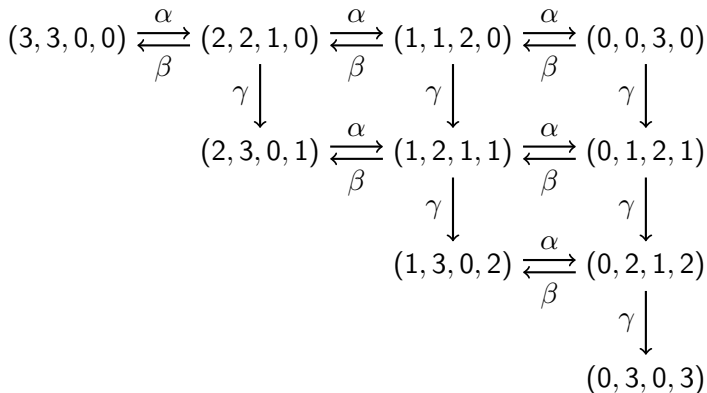 α α α
(3, 3, 0, 0) (2, 2, 1, 0) (1, 1, 2, 0) (0, 0, 3, 0)
β β β
γ γ γ
α α
(2, 3, 0, 1) (1, 2, 1, 1) (0, 1, 2, 1)
β β
γ γ
α
(1, 3, 0, 2) (0, 2, 1, 2)
β
γ
(0, 3, 0, 3)